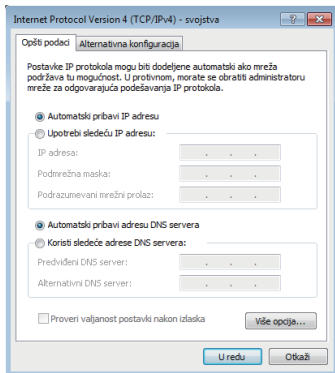 Internet Protocol Version 4 (TCP/IPv4) - svojstva
Opšti podaci Alternativna konfiguracija
Postavke IP protokola mogu biti dodeljene automatski ako mreža
podržava tu mogućnost. U protivnom, morate se obratiti administratoru
mreže za odgovarajuća podešavanja IP protokola.
Automatski pribavi IP adresu
Upotrebi sledeću IP adresu:
IP adresa:
Podmrežna maska:
Podrazumevani mrežni prolaz:
Automatski pribavi adresu DNS servera
Koristi sledeće adrese DNS servera:
Predviđeni DNS server:
Alternativni DNS server:
Proveri valjanost postavki nakon izlaska
Više opcija...
U redu Otkaži